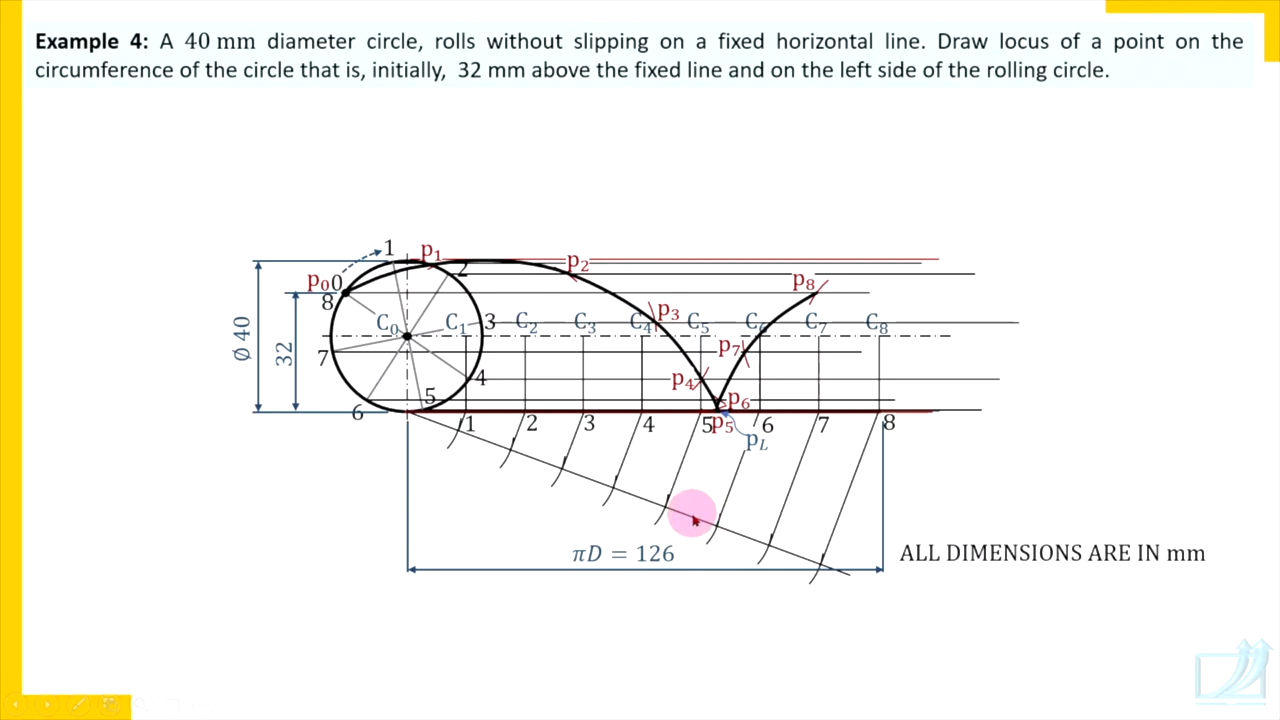 Example 4: A 40 mm diameter circle, rolls without slipping on a fixed horizontal line. Draw locus of a point on the
circumference of the circle that is, initially, 32 mm above the fixed line and on the left side of the rolling circle.
1 p₁ p₂
2
p₀ 0 p₈
8
C₀ C₁ 3 C₂ C₃ C₄ p₃ C₅ C₆ C₇ C₈
Ø 40
32
7 p₇
4 p₄
5 p₆
6
1 2 3 4 5 p₅ 6 7 8
p_L
πD = 126
ALL DIMENSIONS ARE IN mm